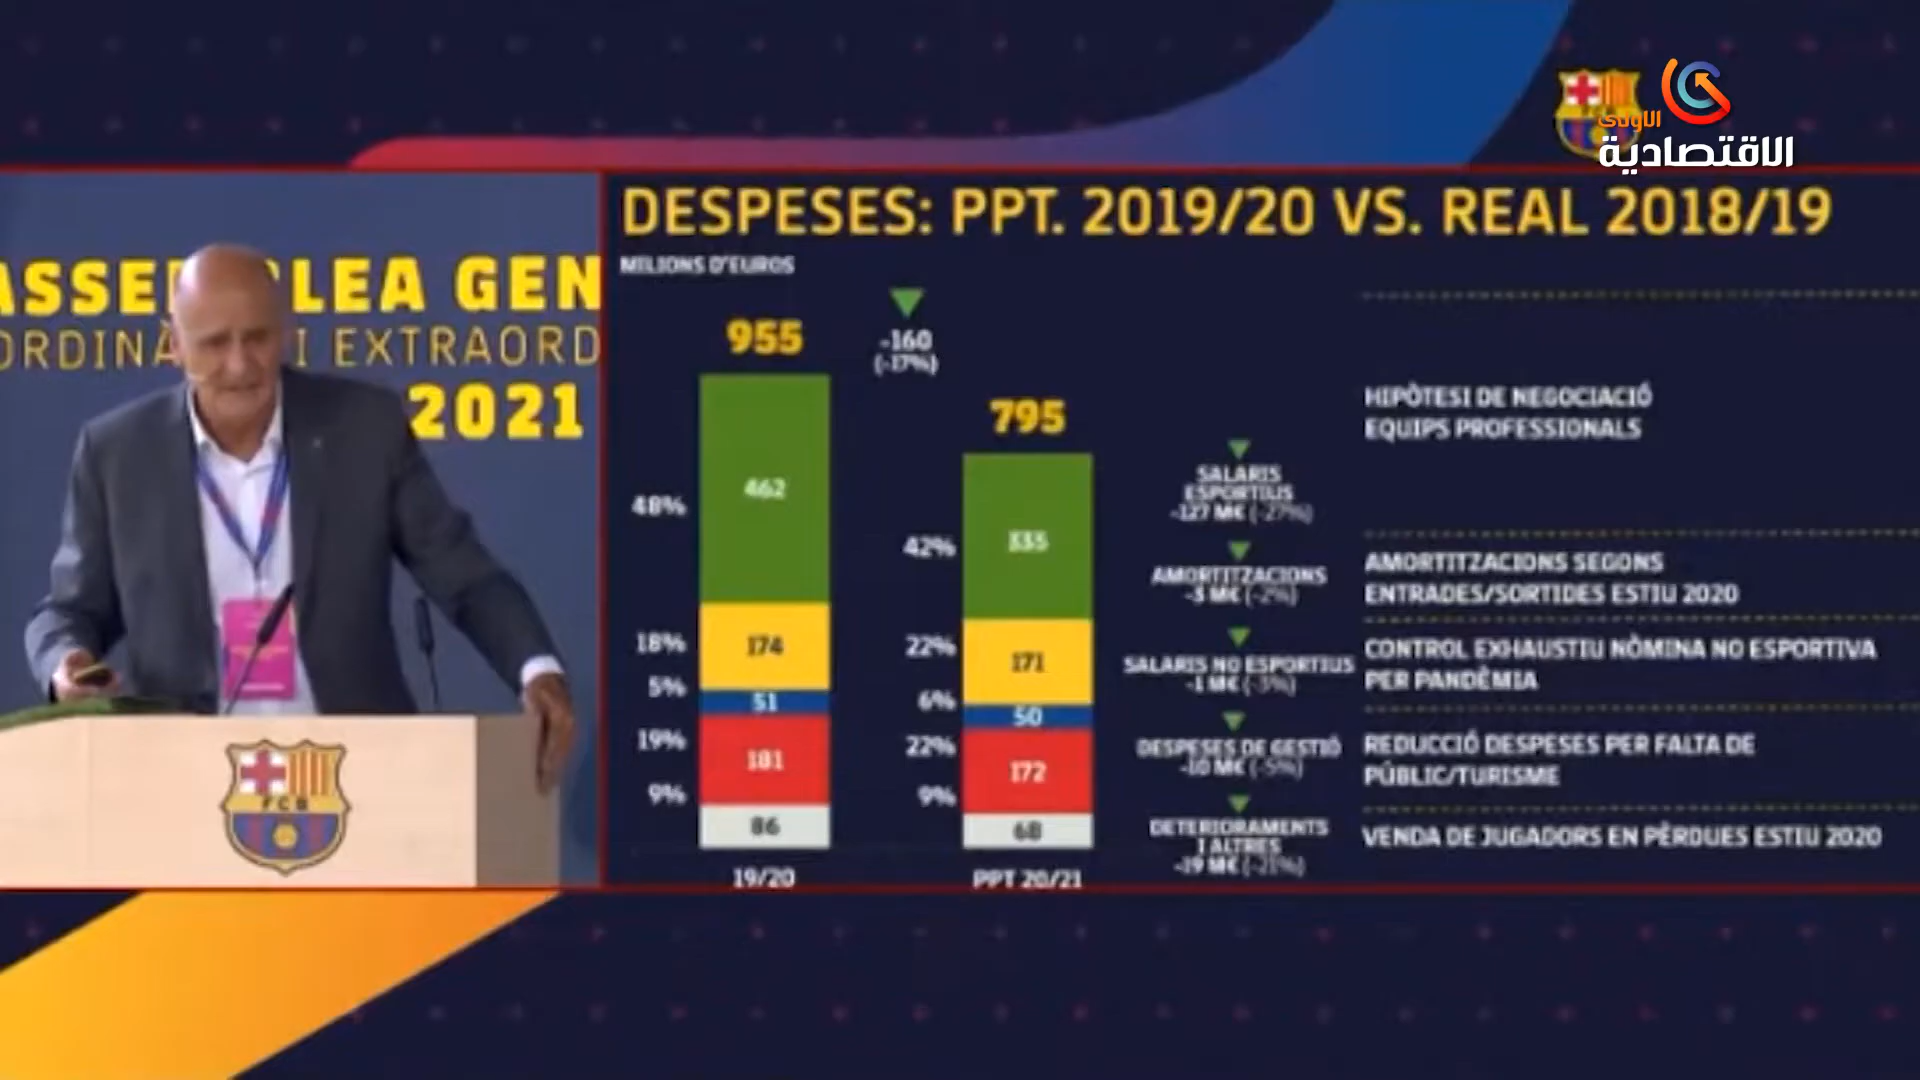 الأولى
الاقتصادية
ASSEMBLEA GEN
ORDINÀ I EXTRAORD
2021
FCB
DESPESES: PPT. 2019/20 VS. REAL 2018/19
MILIONS D'EUROS
955
-160
(-17%)
795
48%
462
42%
335
18%
174
22%
171
5%
51
6%
50
19%
181
22%
172
9%
86
9%
68
19/20
PPT 20/21
SALARIS
ESPORTIUS
-127 M€ (-27%)
AMORTITZACIONS
-3 M€ (-2%)
SALARIS NO ESPORTIUS
-1 M€ (-3%)
DESPESES DE GESTIÓ
-10 M€ (-5%)
DETERIORAMENTS
I ALTRES
-19 M€ (-21%)
HIPÒTESI DE NEGOCIACIÓ
EQUIPS PROFESSIONALS
AMORTITZACIONS SEGONS
ENTRADES/SORTIDES ESTIU 2020
CONTROL EXHAUSTIU NÒMINA NO ESPORTIVA
PER PANDÈMIA
REDUCCIÓ DESPESES PER FALTA DE
PÚBLIC/TURISME
VENDA DE JUGADORS EN PÈRDUES ESTIU 2020